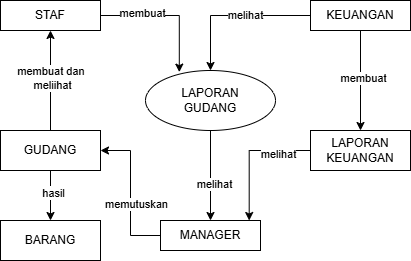 STAF
membuat
melihat
KEUANGAN
membuat dan
meliihat
LAPORAN
GUDANG
membuat
GUDANG
melihat
LAPORAN
KEUANGAN
hasil
melihat
memutuskan
BARANG
MANAGER